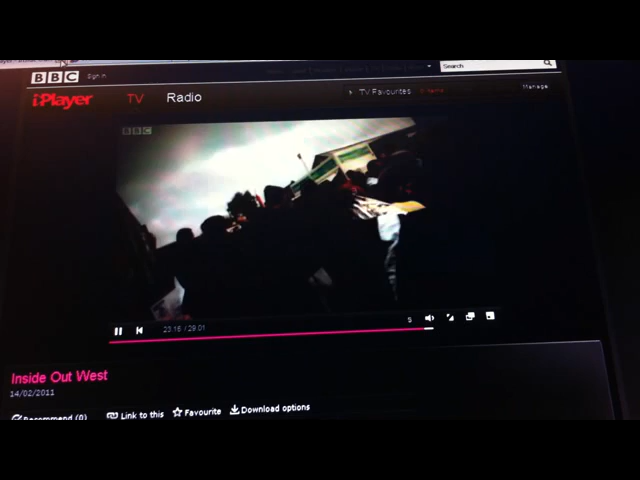 BBC Sign in
Search
iPlayer TV Radio
TV Favourites
Manage
BBC
23.16 / 29.01
S
Inside Out West
14/02/2011
Recommend (0) Link to this Favourite Download options